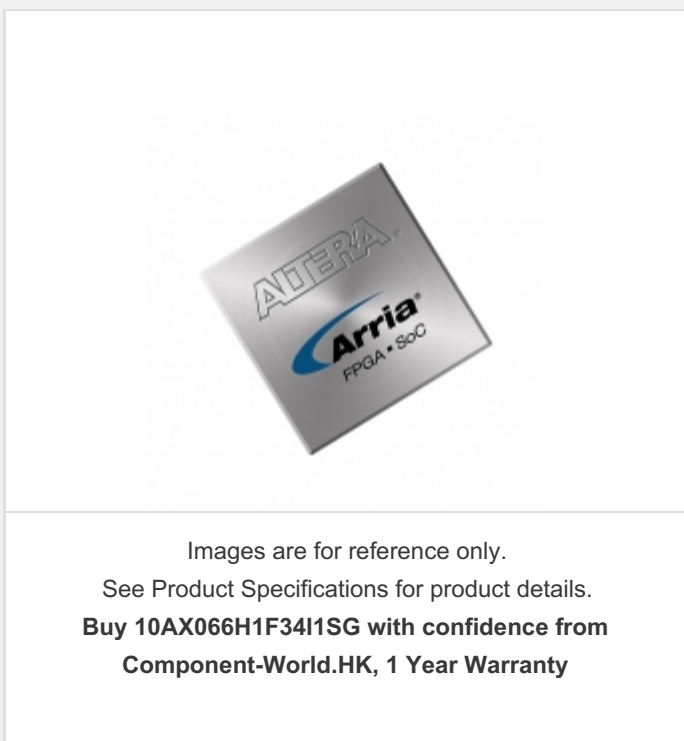 ALTERA.
Arria®
FPGA ▪ SoC
Images are for reference only.
See Product Specifications for product details.
Buy 10AX066H1F34I1SG with confidence from
Component-World.HK, 1 Year Warranty